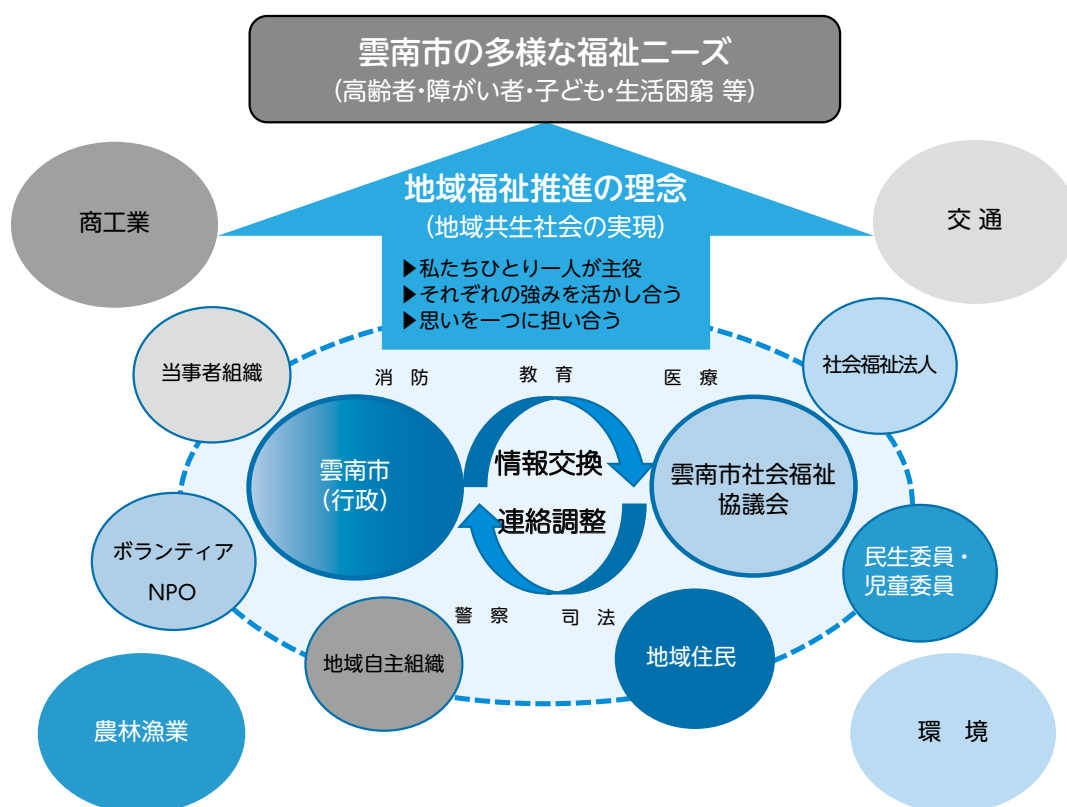 雲南市の多様な福祉ニーズ
(高齢者・障がい者・子ども・生活困窮 等)
地域福祉推進の理念
(地域共生社会の実現)
▶私たちひとり一人が主役
▶それぞれの強みを活かし合う
▶思いを一つに担い合う
商工業
交 通
当事者組織
社会福祉法人
消 防
教 育
医 療
雲南市
(行政)
情報交換
連絡調整
雲南市社会福祉
協議会
ボランティア
NPO
民生委員・
児童委員
警 察
司 法
地域自主組織
地域住民
農林漁業
環 境